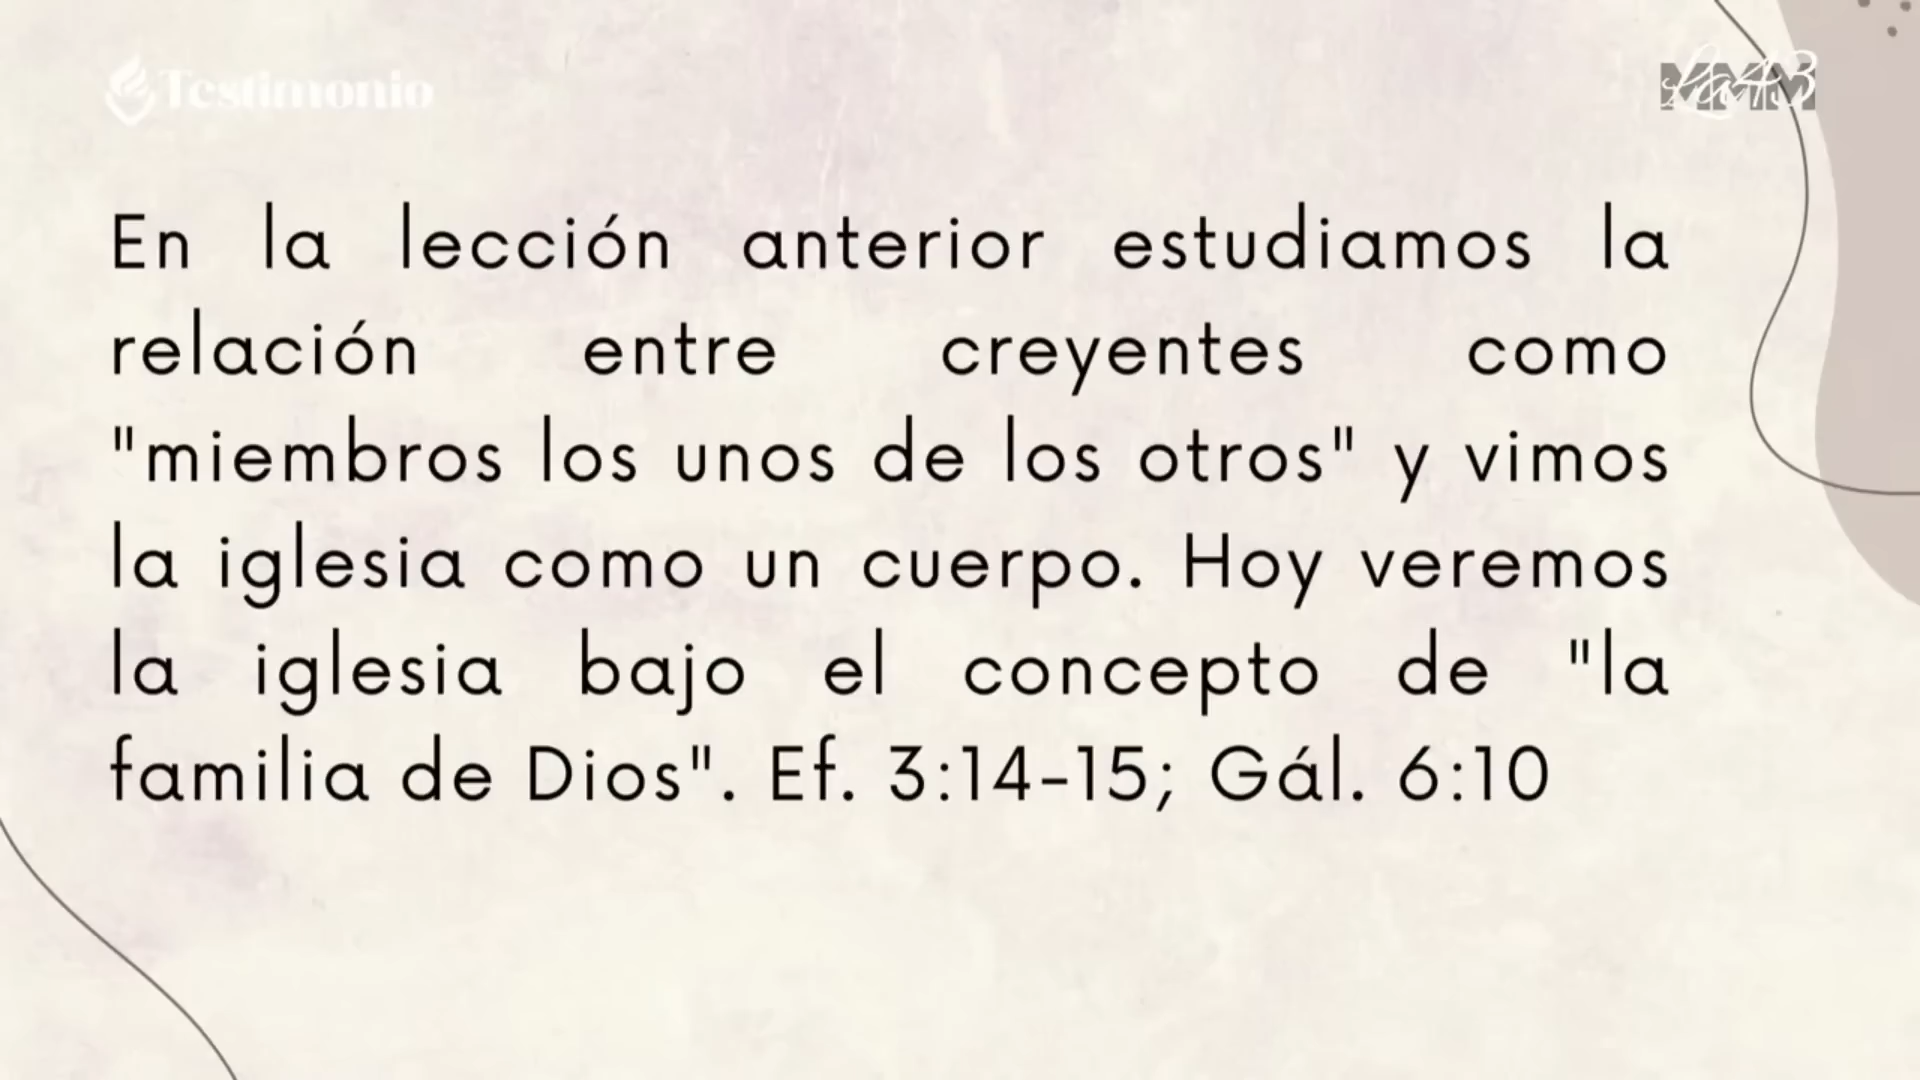 Testimonio
MMM
En la lección anterior estudiamos la
relación entre creyentes como
"miembros los unos de los otros" y vimos
la iglesia como un cuerpo. Hoy veremos
la iglesia bajo el concepto de "la
familia de Dios". Ef. 3:14-15; Gál. 6:10